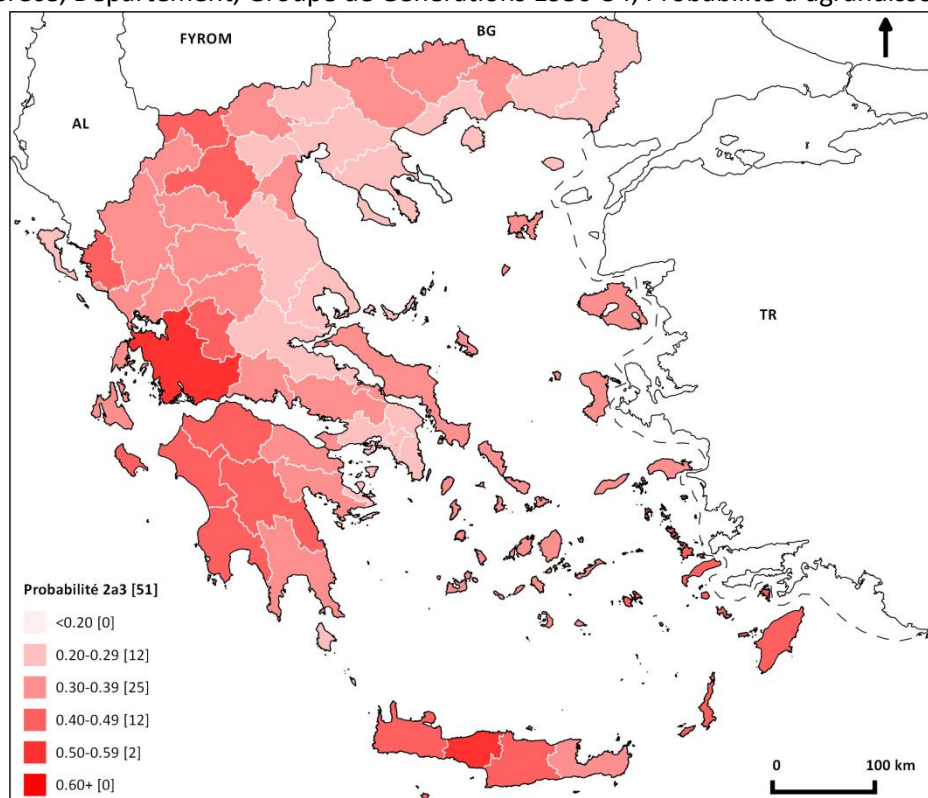 FYROM
BG
AL
TR
Probabilité 2a3 [51]
<0.20 [0]
0.20-0.29 [12]
0.30-0.39 [25]
0.40-0.49 [12]
0.50-0.59 [2]
0.60+ [0]
0 100 km